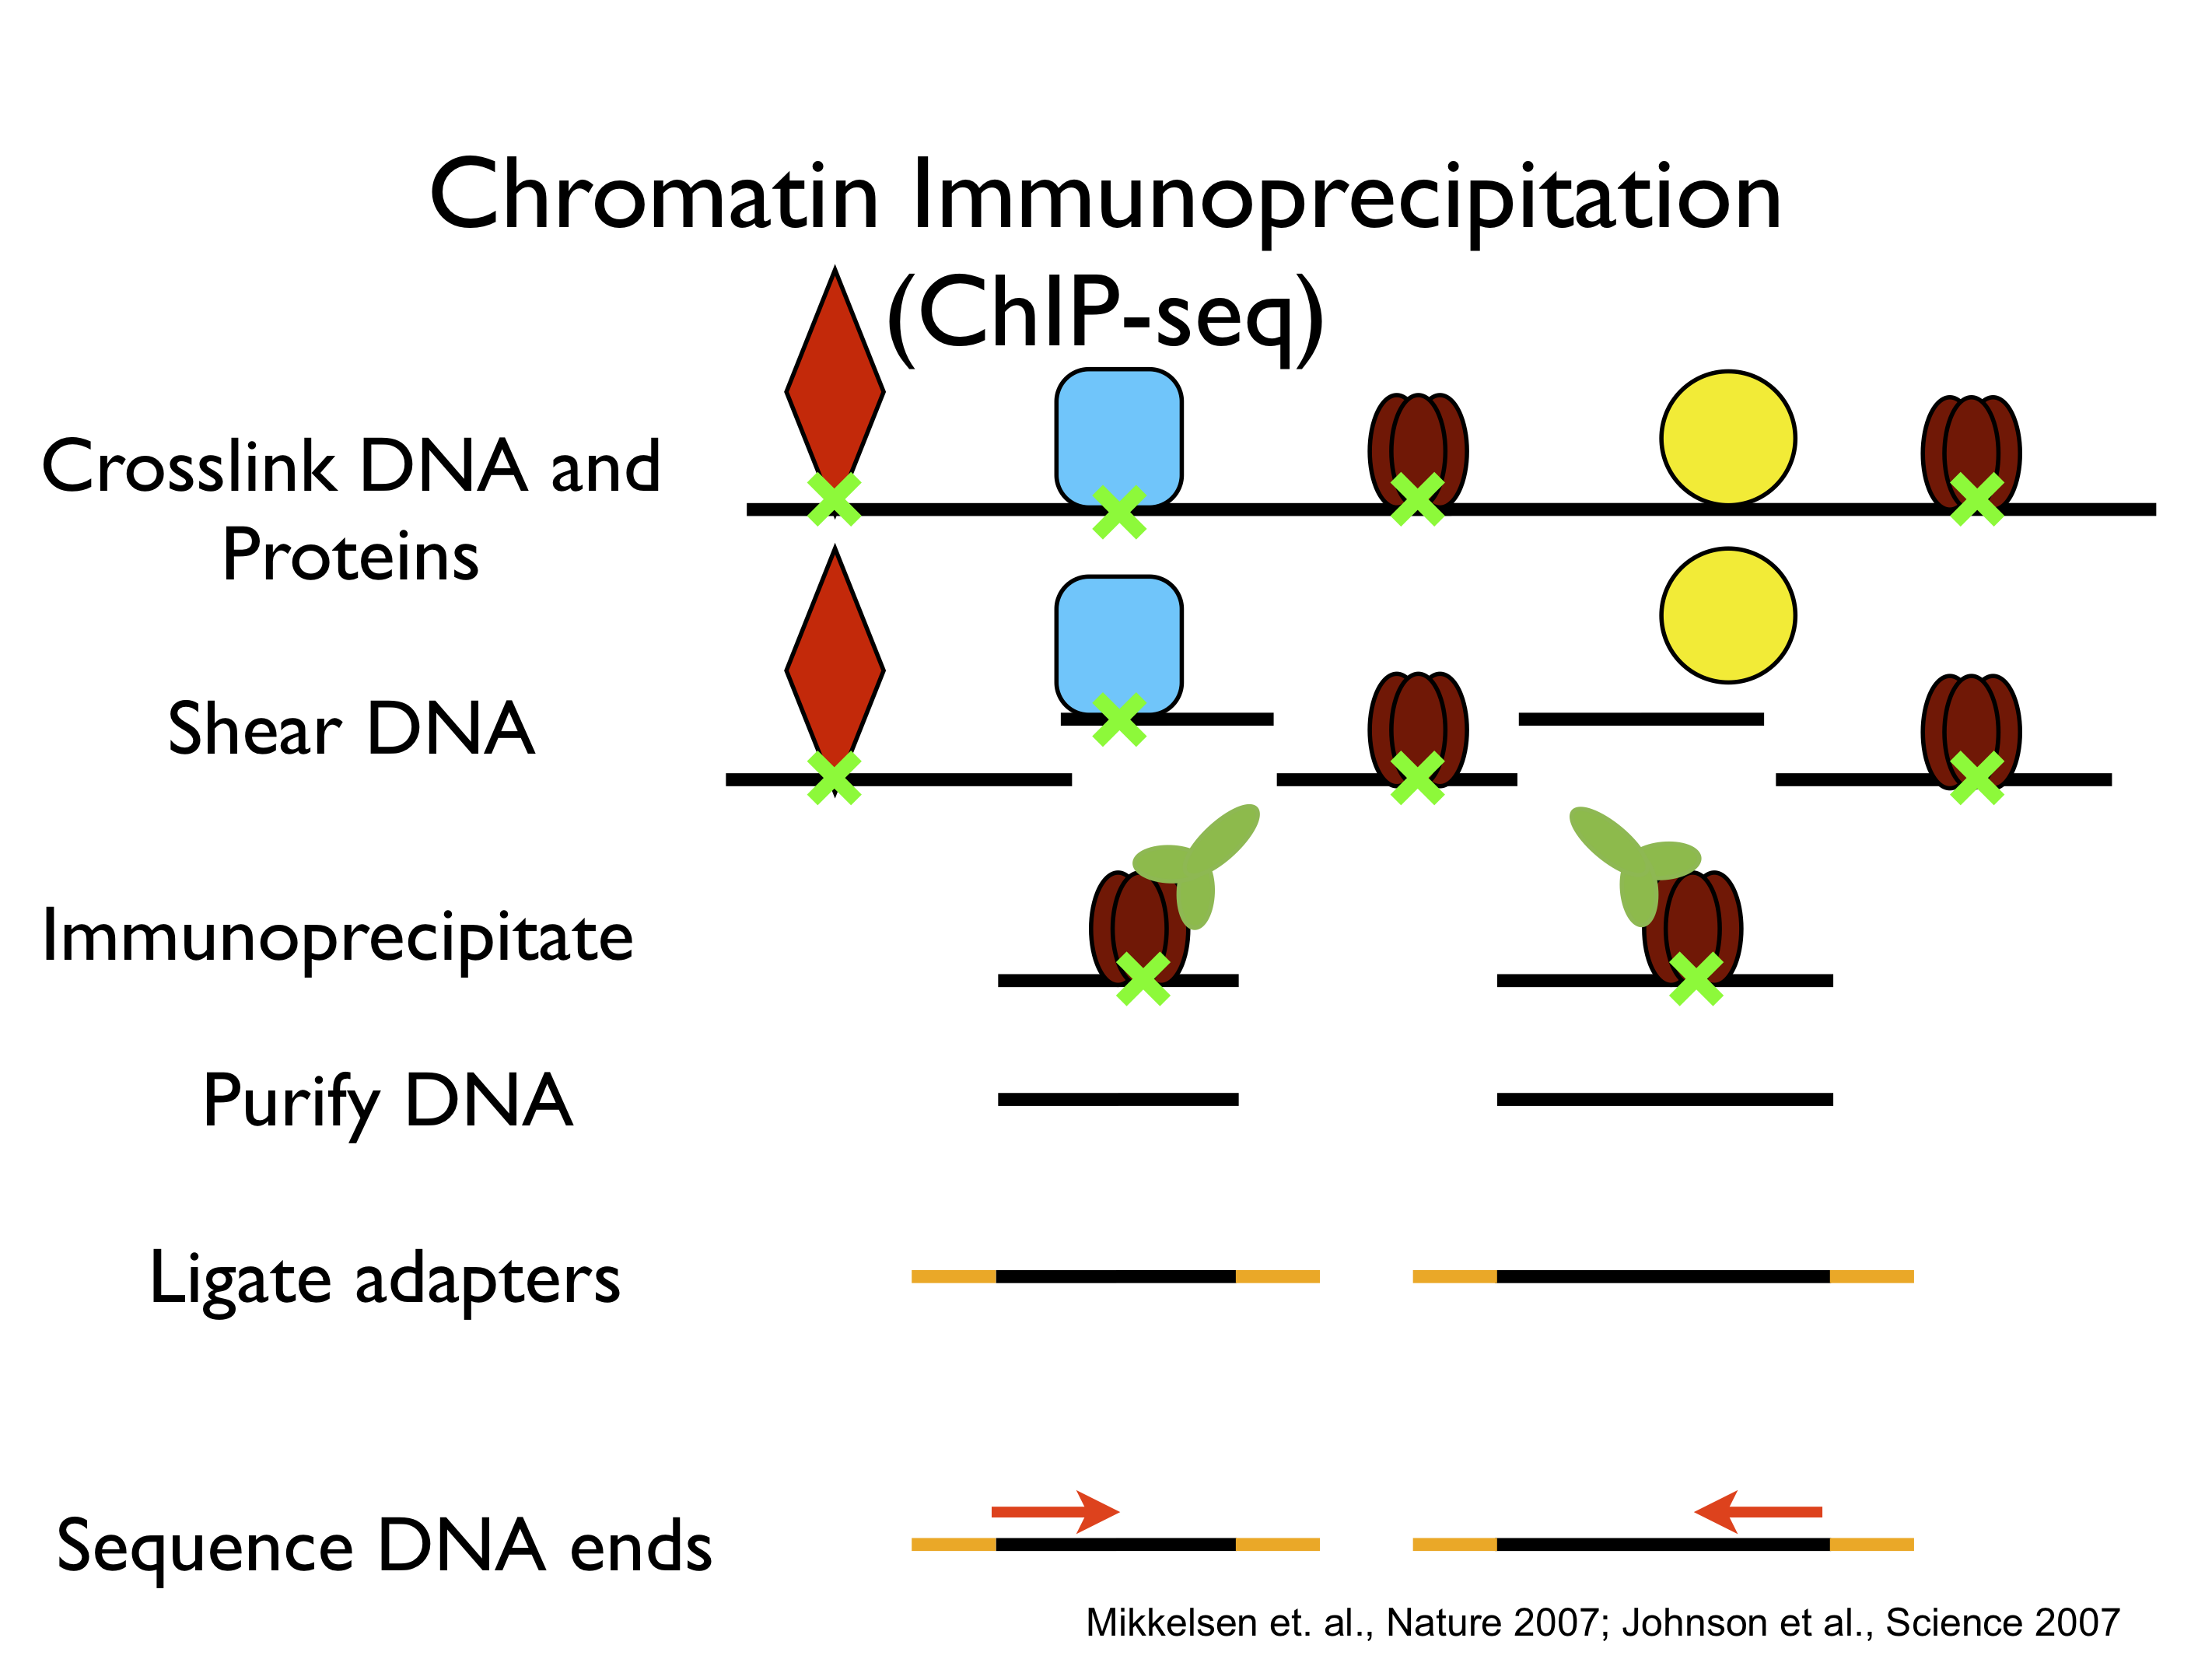 Chromatin Immunoprecipitation
(ChIP-seq)
Crosslink DNA and
Proteins
Shear DNA
Immunoprecipitate
Purify DNA
Ligate adapters
Sequence DNA ends
Mikkelsen et. al., Nature 2007; Johnson et al., Science 2007